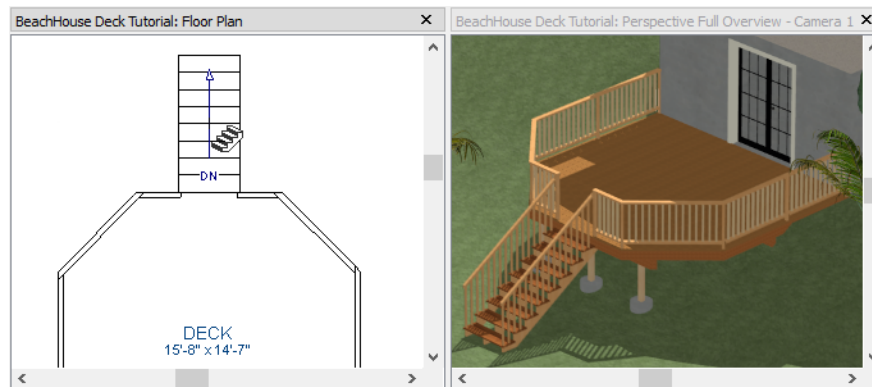 BeachHouse Deck Tutorial: Floor Plan
BeachHouse Deck Tutorial: Perspective Full Overview - Camera 1
DN
DECK
15'-8" x 14'-7"